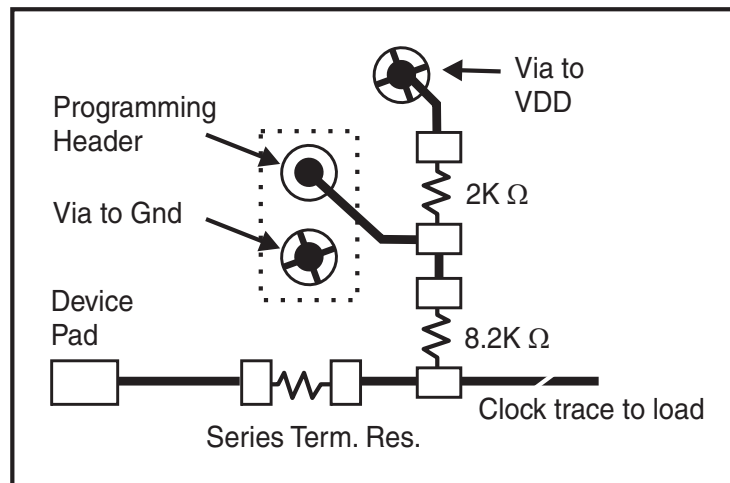 Via to
VDD
Programming
Header
2K Ω
Via to Gnd
Device
Pad
8.2K Ω
Clock trace to load
Series Term. Res.